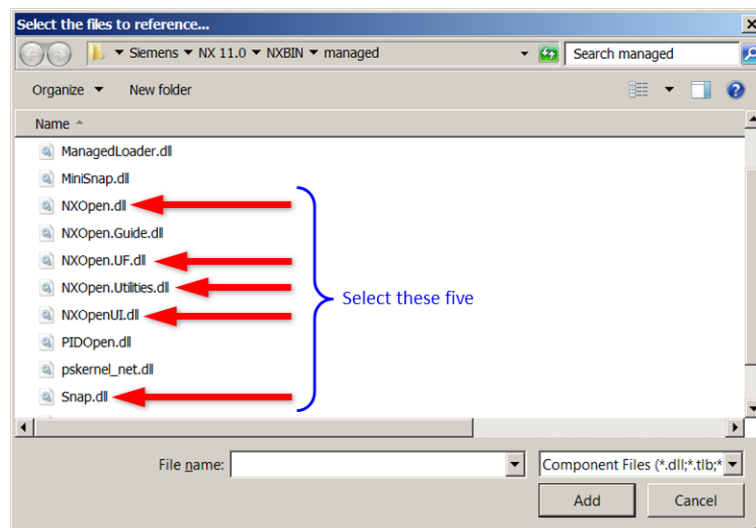 Select the files to reference...
Siemens NX 11.0 NXBIN managed
Search managed
Organize New folder
Name
ManagedLoader.dll
MiniSnap.dll
NXOpen.dll
NXOpen.Guide.dll
NXOpen.UF.dll
NXOpen.Utilities.dll
Select these five
NXOpenUI.dll
PIDOpen.dll
pskernel_net.dll
Snap.dll
File name:
Component Files (*.dll;*.tlb;*
Add Cancel